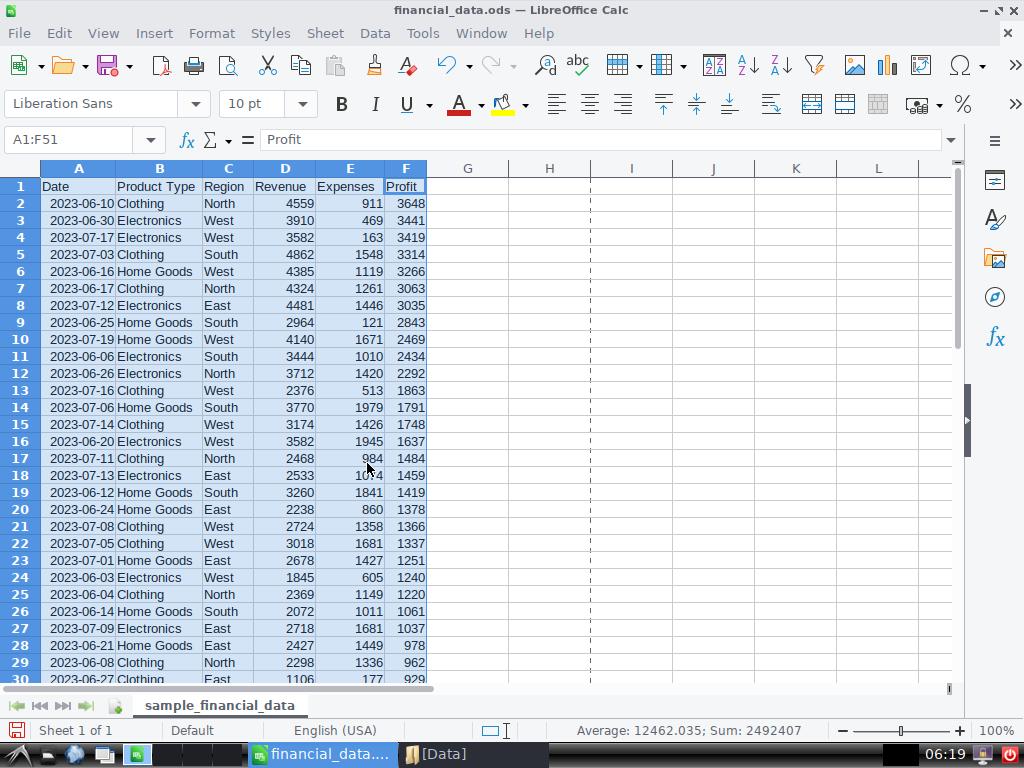 financial_data.ods — LibreOffice Calc
File Edit View Insert Format Styles Sheet Data Tools Window Help
Liberation Sans 10 pt B I U A %
A1:F51 fx Σ = Profit
A B C D E F G H I J K L
1 Date Product Type Region Revenue Expenses Profit
2 2023-06-10 Clothing North 4559 911 3648
3 2023-06-30 Electronics West 3910 469 3441
4 2023-07-17 Electronics West 3582 163 3419
5 2023-07-03 Clothing South 4862 1548 3314
6 2023-06-16 Home Goods West 4385 1119 3266
7 2023-06-17 Clothing North 4324 1261 3063
8 2023-07-12 Electronics East 4481 1446 3035
9 2023-06-25 Home Goods South 2964 121 2843
10 2023-07-19 Home Goods West 4140 1671 2469
11 2023-06-06 Electronics South 3444 1010 2434
12 2023-06-26 Electronics North 3712 1420 2292
13 2023-07-16 Clothing West 2376 513 1863
14 2023-07-06 Home Goods South 3770 1979 1791
15 2023-07-14 Clothing West 3174 1426 1748
16 2023-06-20 Electronics West 3582 1945 1637
17 2023-07-11 Clothing North 2468 984 1484
18 2023-07-13 Electronics East 2533 1459
19 2023-06-12 Home Goods South 3260 1841 1419
20 2023-06-24 Home Goods East 2238 860 1378
21 2023-07-08 Clothing West 2724 1358 1366
22 2023-07-05 Clothing West 3018 1681 1337
23 2023-07-01 Home Goods East 2678 1427 1251
24 2023-06-03 Electronics West 1845 605 1240
25 2023-06-04 Clothing North 2369 1149 1220
26 2023-06-14 Home Goods South 2072 1011 1061
27 2023-07-09 Electronics East 2718 1681 1037
28 2023-06-21 Home Goods East 2427 1449 978
29 2023-06-08 Clothing North 2298 1336 962
30 2023-06-27 Clothing East 1106 177 929
sample_financial_data
Sheet 1 of 1 Default English (USA) Average: 12462.035; Sum: 2492407 100%
financial_data.... [Data] 06:19